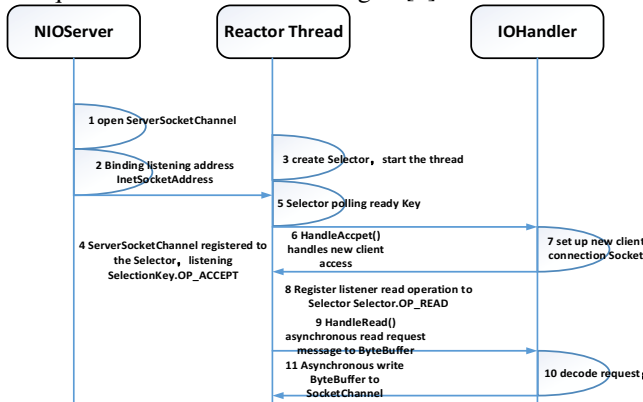 NIOServer
Reactor Thread
IOHandler
1 open ServerSocketChannel
2 Binding listening address
InetSocketAddress
3 create Selector, start the thread
5 Selector polling ready Key
4 ServerSocketChannel registered to
the Selector, listening
SelectionKey.OP_ACCEPT
6 HandleAccpet()
handles new client
access
7 set up new client
connection Socket
8 Register listener read operation to
Selector Selector.OP_READ
9 HandleRead()
asynchronous read request
message to ByteBuffer
10 decode request
11 Asynchronous write
ByteBuffer to
SocketChannel